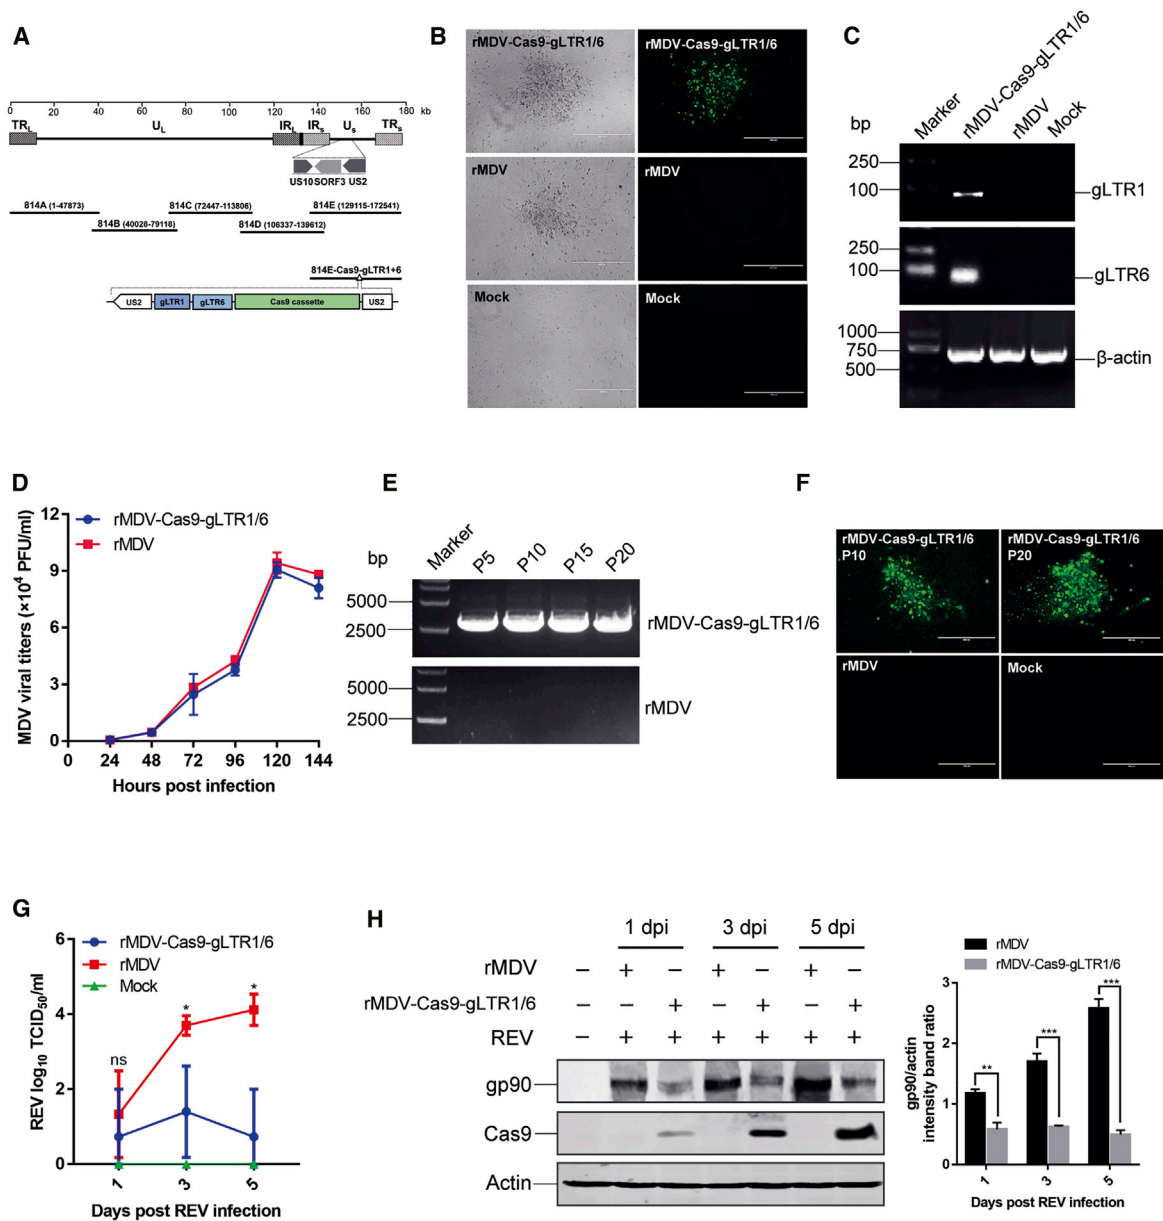 A
0 20 40 60 80 100 120 140 160 180 kb
TRL UL IRL IRS US TRS
US10 SORF3 US2
814A (1-47873) 814C (72447-113806) 814E (129115-172541)
814B (40028-79118) 814D (106337-139612)
814E-Cas9-gLTR1+6
US2 gLTR1 gLTR6 Cas9 cassette US2
B
rMDV-Cas9-gLTR1/6 rMDV-Cas9-gLTR1/6
rMDV rMDV
Mock Mock
C
bp Marker rMDV-Cas9-gLTR1/6 rMDV Mock
250
100 gLTR1
250
100 gLTR6
1000
750 β-actin
500
D
rMDV-Cas9-gLTR1/6
rMDV
MDV viral titers (×10⁴ PFU/ml)
12
9
6
3
0
0 24 48 72 96 120 144
Hours post infection
E
bp Marker P5 P10 P15 P20
5000
2500 rMDV-Cas9-gLTR1/6
5000
2500 rMDV
F
rMDV-Cas9-gLTR1/6 rMDV-Cas9-gLTR1/6
P10 P20
rMDV Mock
G
rMDV-Cas9-gLTR1/6
rMDV
Mock
REV log10 TCID50/ml
6
4
2
0
ns * *
1 3 5
Days post REV infection
H
1 dpi 3 dpi 5 dpi
rMDV – + – + – + –
rMDV-Cas9-gLTR1/6 – – + – + – +
REV – + + + + + +
gp90
Cas9
Actin
rMDV
rMDV-Cas9-gLTR1/6
gp90/actin
intensity band ratio
3
2
1
0
** *** ***
1 3 5
Days post REV infection